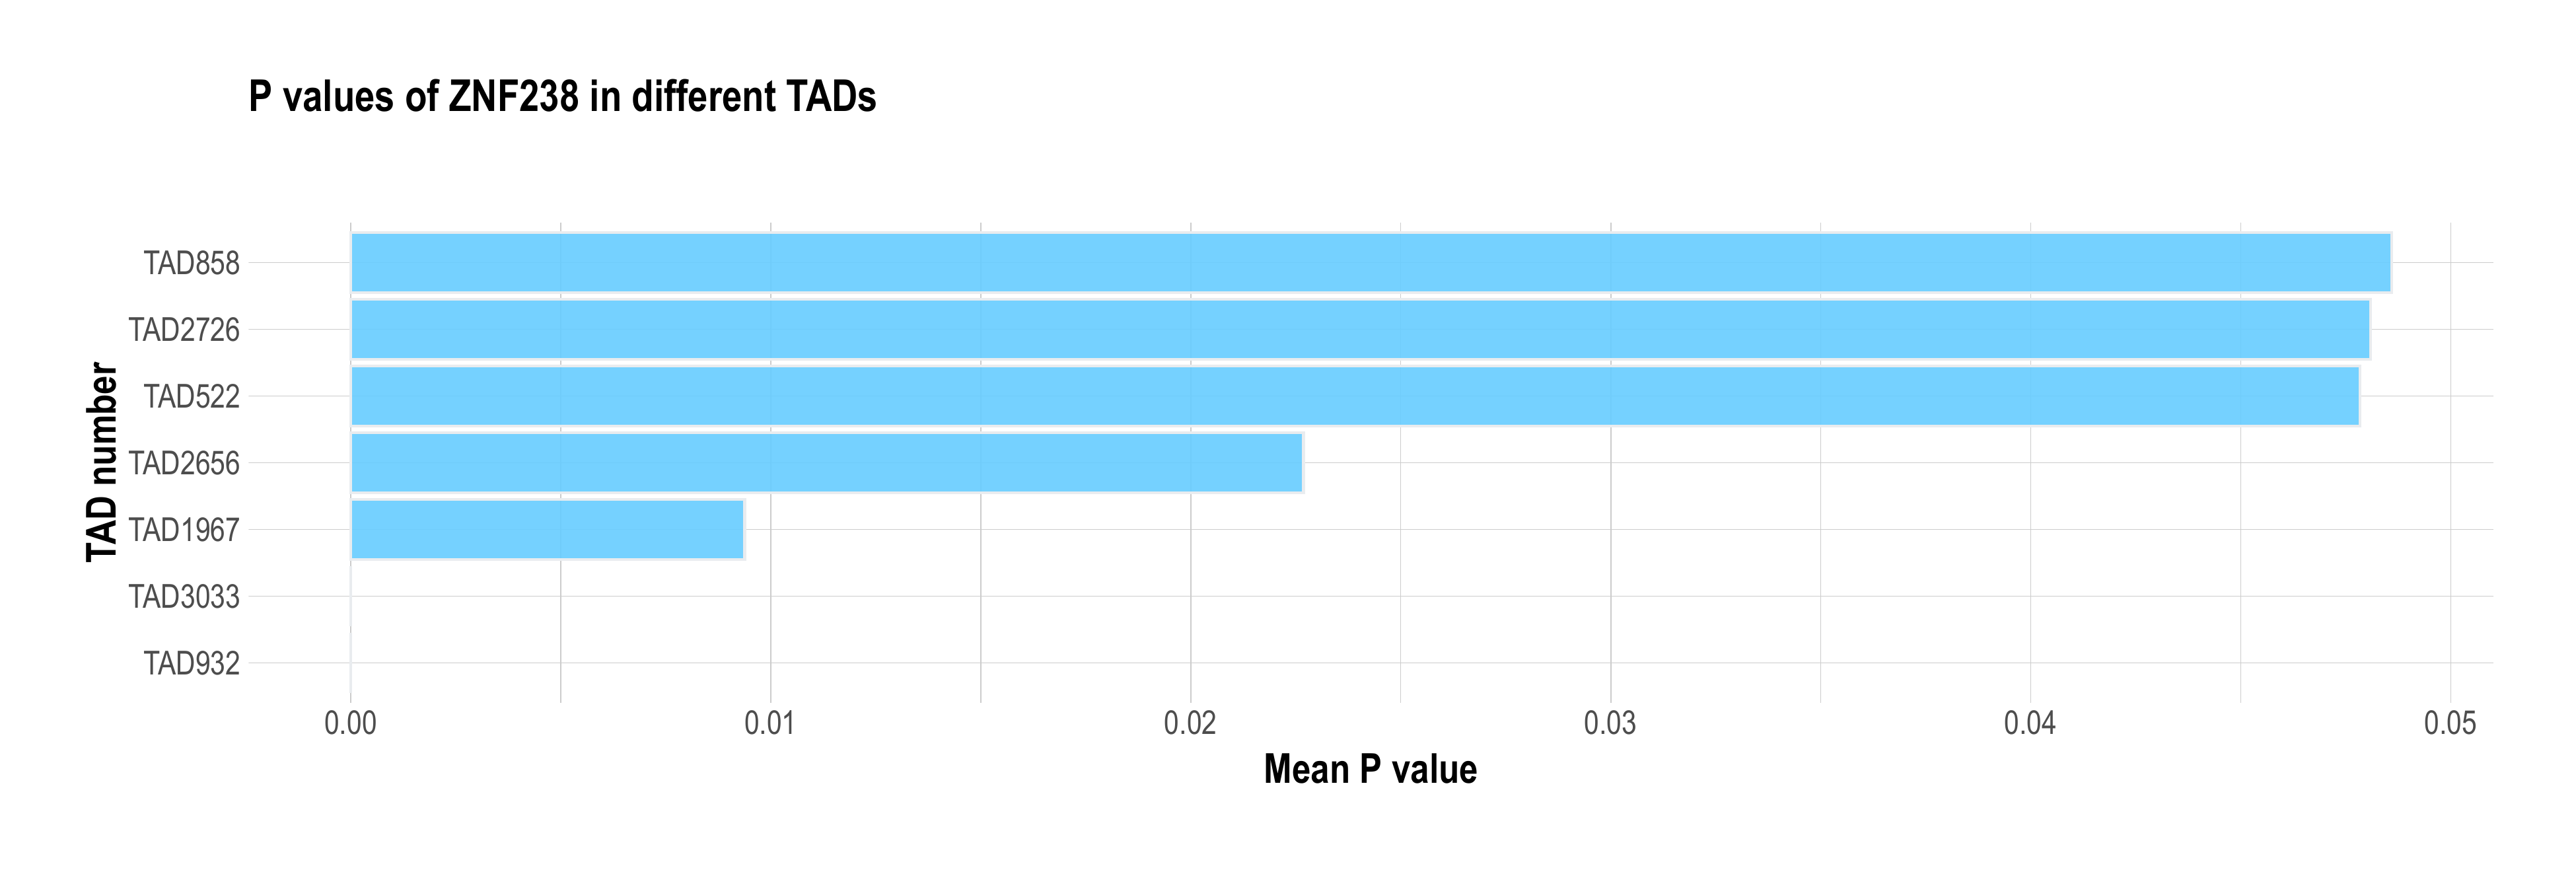 P values of ZNF238 in different TADs
TAD number
TAD858
TAD2726
TAD522
TAD2656
TAD1967
TAD3033
TAD932
0.00 0.01 0.02 0.03 0.04 0.05
Mean P value